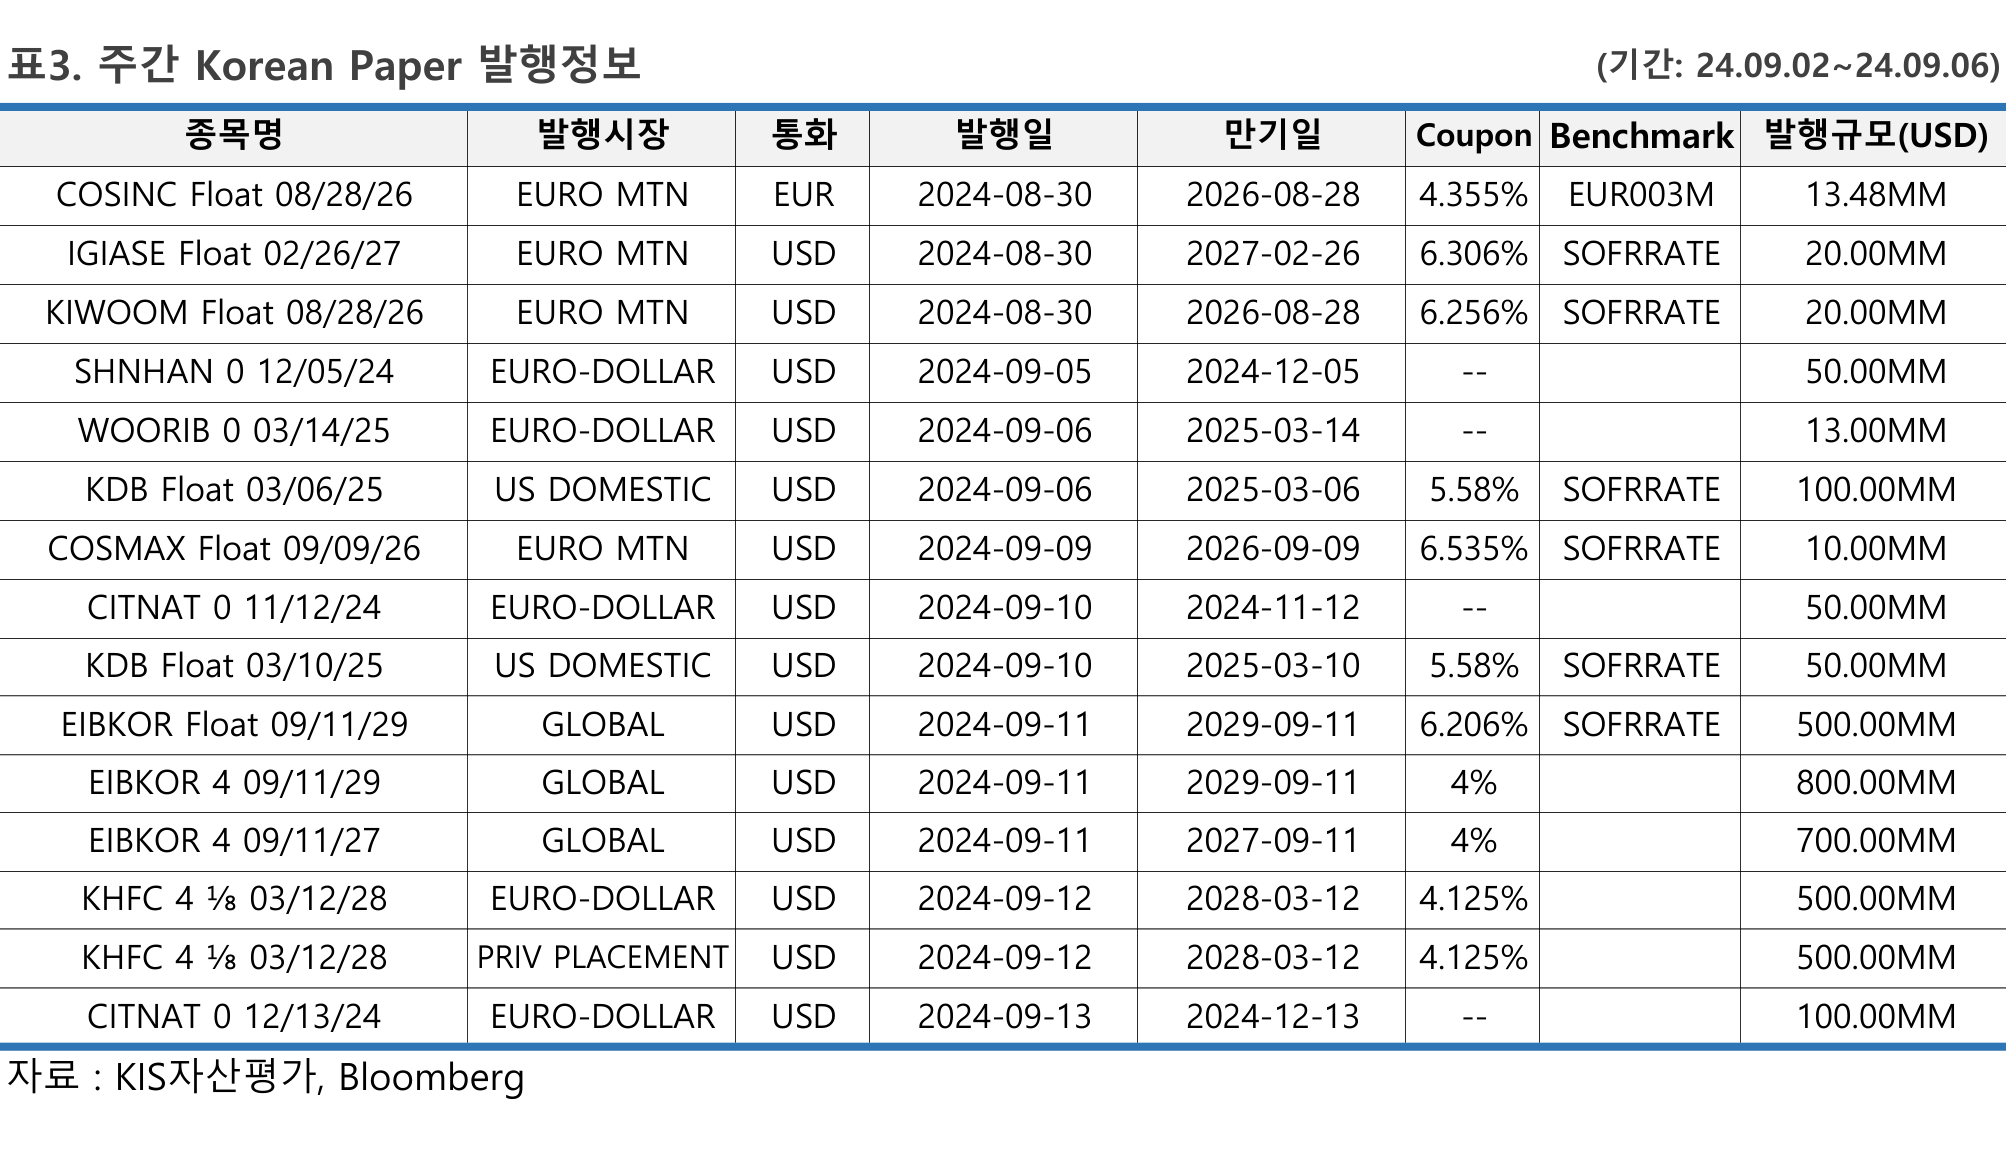 표3. 주간 Korean Paper 발행정보 (기간: 24.09.02~24.09.06)
종목명 발행시장 통화 발행일 만기일 Coupon Benchmark 발행규모(USD)
COSINC Float 08/28/26 EURO MTN EUR 2024-08-30 2026-08-28 4.355% EUR003M 13.48MM
IGIASE Float 02/26/27 EURO MTN USD 2024-08-30 2027-02-26 6.306% SOFRRATE 20.00MM
KIWOOM Float 08/28/26 EURO MTN USD 2024-08-30 2026-08-28 6.256% SOFRRATE 20.00MM
SHNHAN 0 12/05/24 EURO-DOLLAR USD 2024-09-05 2024-12-05 -- 50.00MM
WOORIB 0 03/14/25 EURO-DOLLAR USD 2024-09-06 2025-03-14 -- 13.00MM
KDB Float 03/06/25 US DOMESTIC USD 2024-09-06 2025-03-06 5.58% SOFRRATE 100.00MM
COSMAX Float 09/09/26 EURO MTN USD 2024-09-09 2026-09-09 6.535% SOFRRATE 10.00MM
CITNAT 0 11/12/24 EURO-DOLLAR USD 2024-09-10 2024-11-12 -- 50.00MM
KDB Float 03/10/25 US DOMESTIC USD 2024-09-10 2025-03-10 5.58% SOFRRATE 50.00MM
EIBKOR Float 09/11/29 GLOBAL USD 2024-09-11 2029-09-11 6.206% SOFRRATE 500.00MM
EIBKOR 4 09/11/29 GLOBAL USD 2024-09-11 2029-09-11 4% 800.00MM
EIBKOR 4 09/11/27 GLOBAL USD 2024-09-11 2027-09-11 4% 700.00MM
KHFC 4 ⅛ 03/12/28 EURO-DOLLAR USD 2024-09-12 2028-03-12 4.125% 500.00MM
KHFC 4 ⅛ 03/12/28 PRIV PLACEMENT USD 2024-09-12 2028-03-12 4.125% 500.00MM
CITNAT 0 12/13/24 EURO-DOLLAR USD 2024-09-13 2024-12-13 -- 100.00MM
자료 : KIS자산평가, Bloomberg